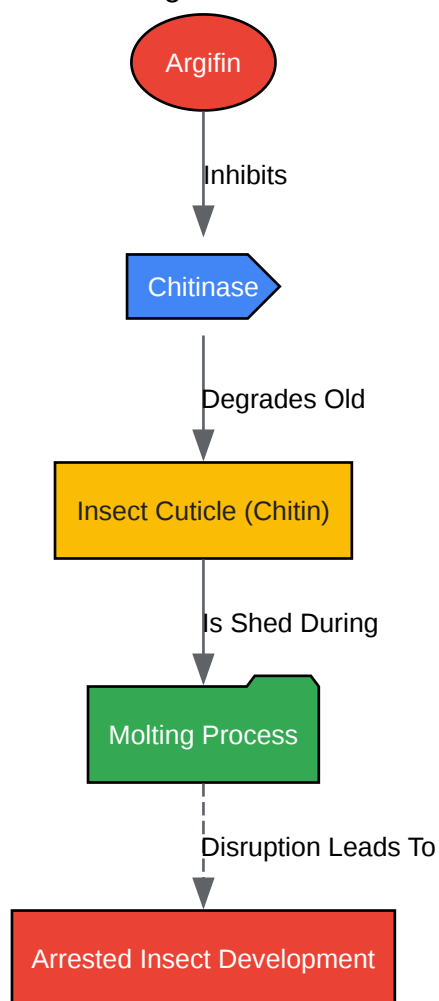 Argifin
Inhibits
Chitinase
Degrades Old
Insect Cuticle (Chitin)
Is Shed During
Molting Process
Disruption Leads To
Arrested Insect Development